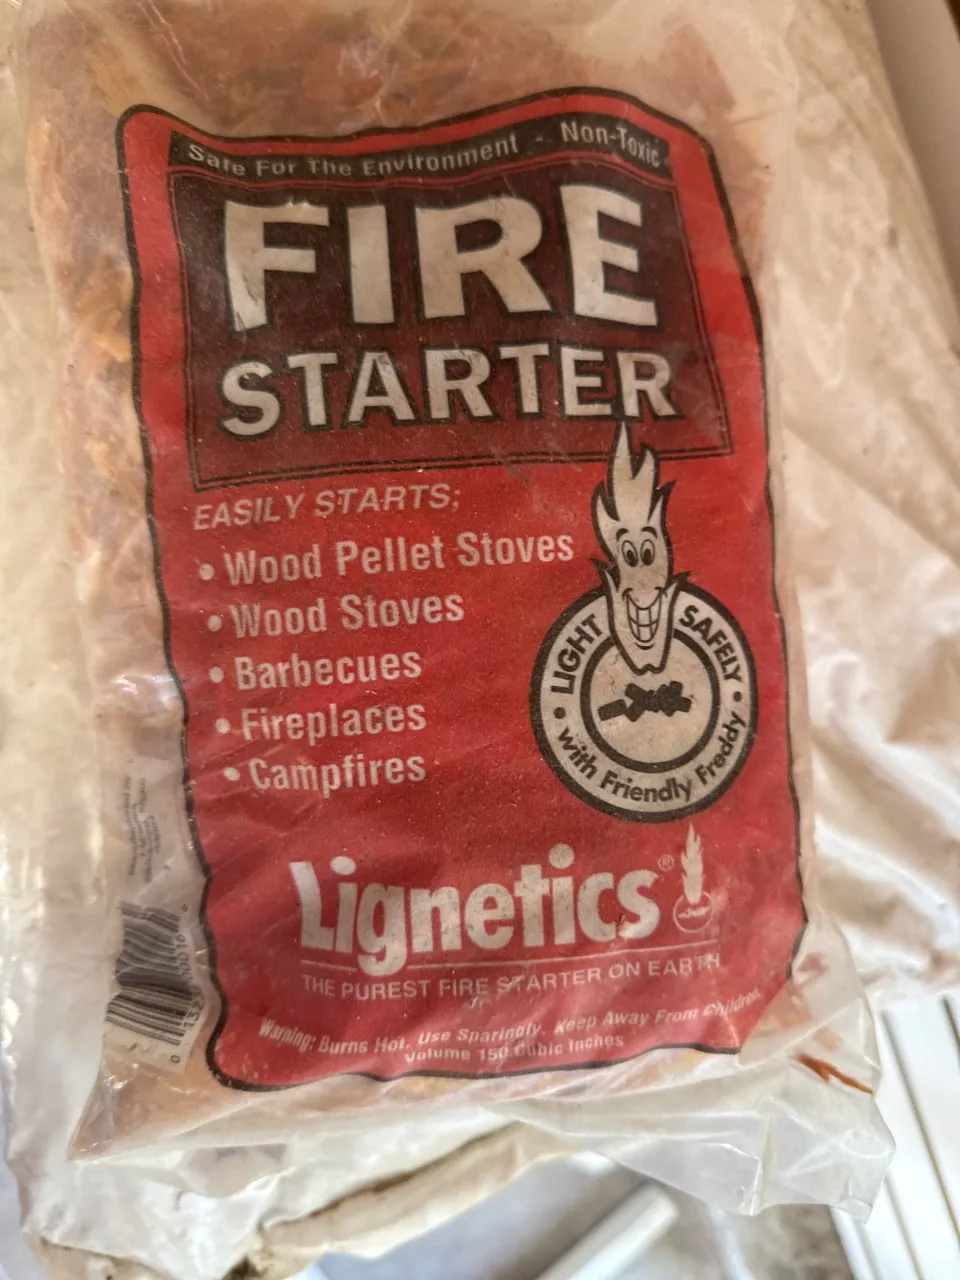 Safe For The Environment - Non-Toxic
FIRE
STARTER
EASILY STARTS;
• Wood Pellet Stoves
• Wood Stoves
• Barbecues
• Fireplaces
• Campfires
LIGHT SAFELY
• with Friendly Freddy •
Lignetics®
THE PUREST FIRE STARTER ON EARTH
Warning: Burns Hot. Use Sparingly. Keep Away From Children.
Volume 150 Cubic Inches